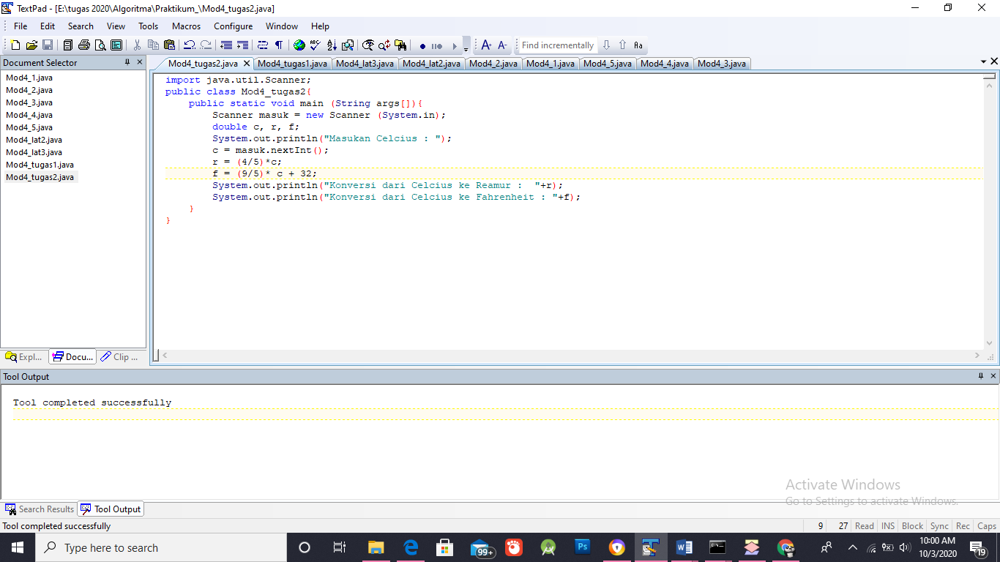 TextPad - [E:\tugas 2020\Algoritma\Praktikum_\Mod4_tugas2.java]
File Edit Search View Tools Macros Configure Window Help
Find incrementally
Document Selector
Mod4_1.java
Mod4_2.java
Mod4_3.java
Mod4_4.java
Mod4_5.java
Mod4_lat2.java
Mod4_lat3.java
Mod4_tugas1.java
Mod4_tugas2.java
Expl... Docu... Clip ...
Mod4_tugas2.java Mod4_tugas1.java Mod4_lat3.java Mod4_lat2.java Mod4_2.java Mod4_1.java Mod4_5.java Mod4_4.java Mod4_3.java
import java.util.Scanner;
public class Mod4_tugas2{
    public static void main (String args[]){
        Scanner masuk = new Scanner (System.in);
        double c, r, f;
        System.out.println("Masukan Celcius : ");
        c = masuk.nextInt();
        r = (4/5)*c;
        f = (9/5)* c + 32;
        System.out.println("Konversi dari Celcius ke Reamur :  "+r);
        System.out.println("Konversi dari Celcius ke Fahrenheit : "+f);
    }
}
Tool Output
Tool completed successfully
Activate Windows
Go to Settings to activate Windows.
Search Results Tool Output
Tool completed successfully
9 27 Read INS Block Sync Rec Caps
Type here to search
99+
Ps
10:00 AM
10/3/2020
19